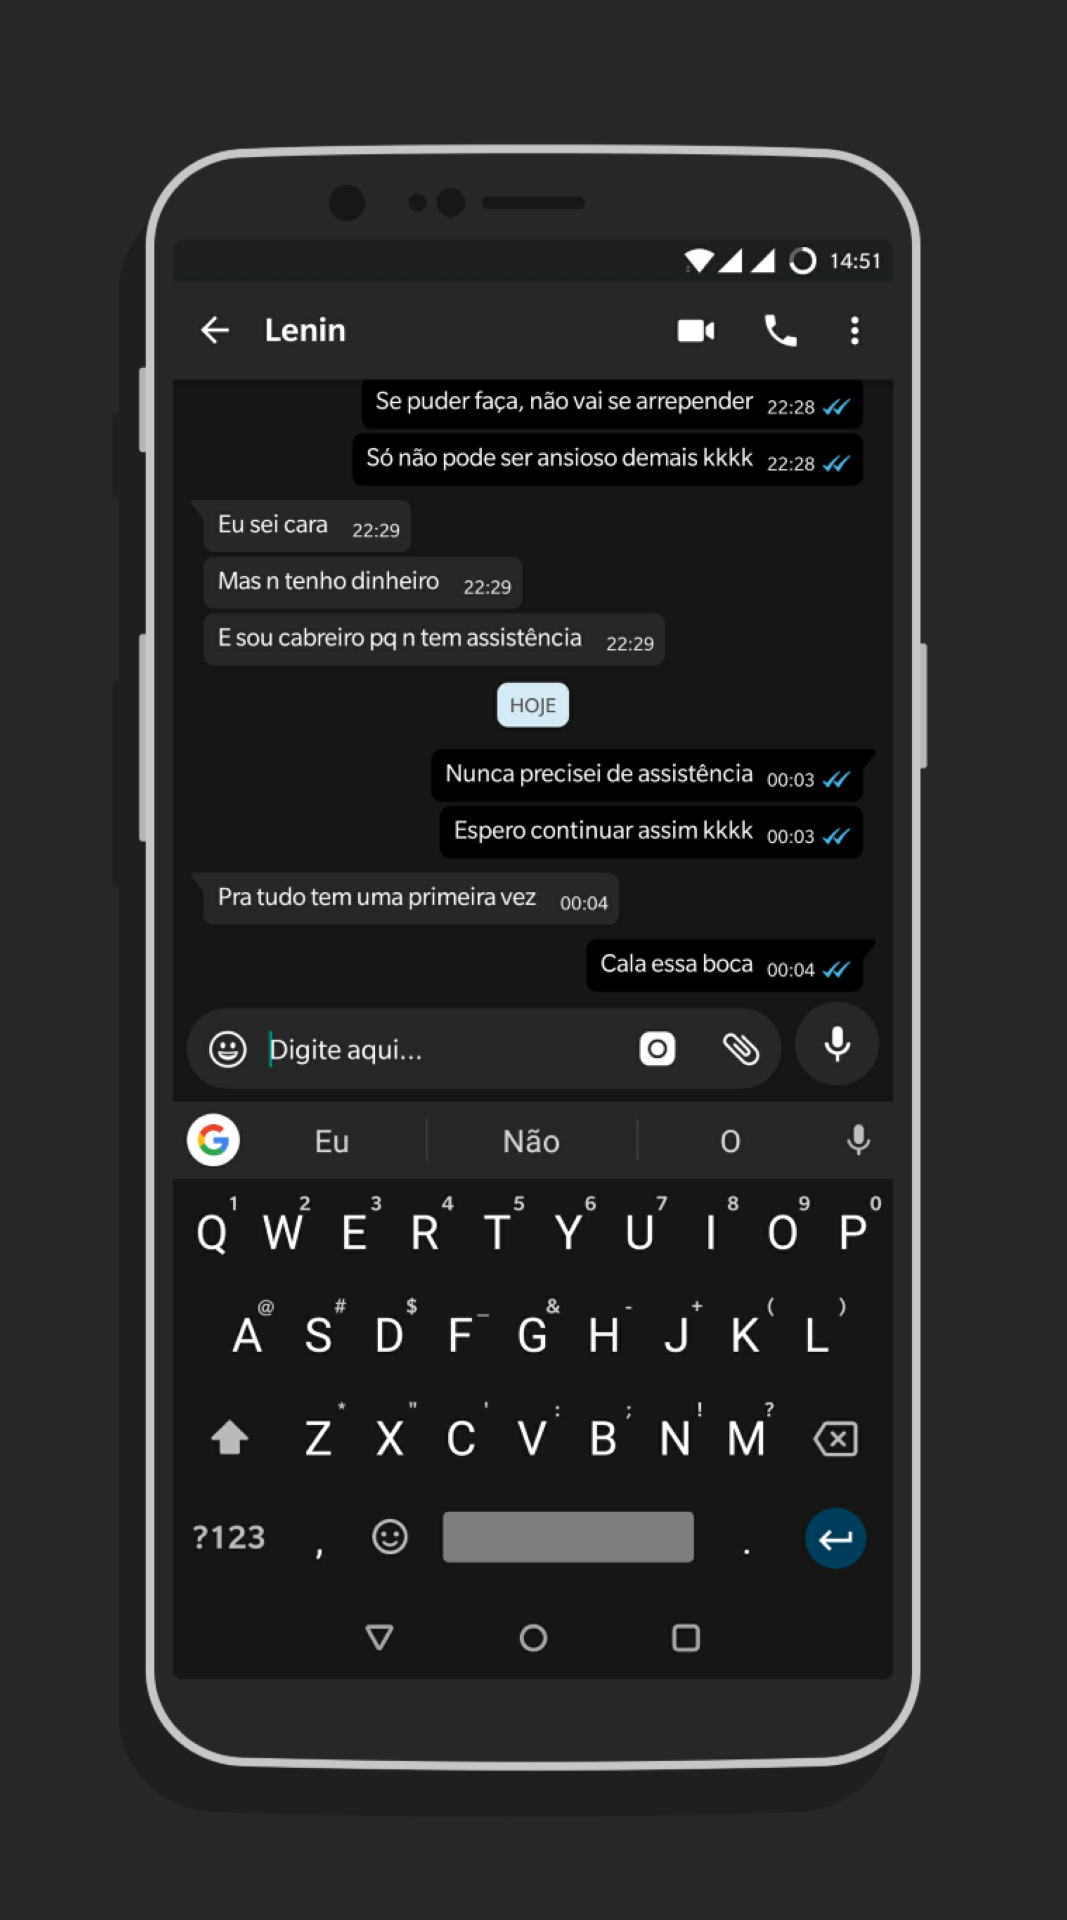 14:51
Lenin
Se puder faça, não vai se arrepender 22:28
Só não pode ser ansioso demais kkkk 22:28
Eu sei cara 22:29
Mas n tenho dinheiro 22:29
E sou cabreiro pq n tem assistência 22:29
HOJE
Nunca precisei de assistência 00:03
Espero continuar assim kkkk 00:03
Pra tudo tem uma primeira vez 00:04
Cala essa boca 00:04
Digite aqui...
G Eu Não O
1 2 3 4 5 6 7 8 9 0
Q W E R T Y U I O P
@ # $ _ & - + ( )
A S D F G H J K L
* " ' : ; ! ?
Z X C V B N M
?123 , .